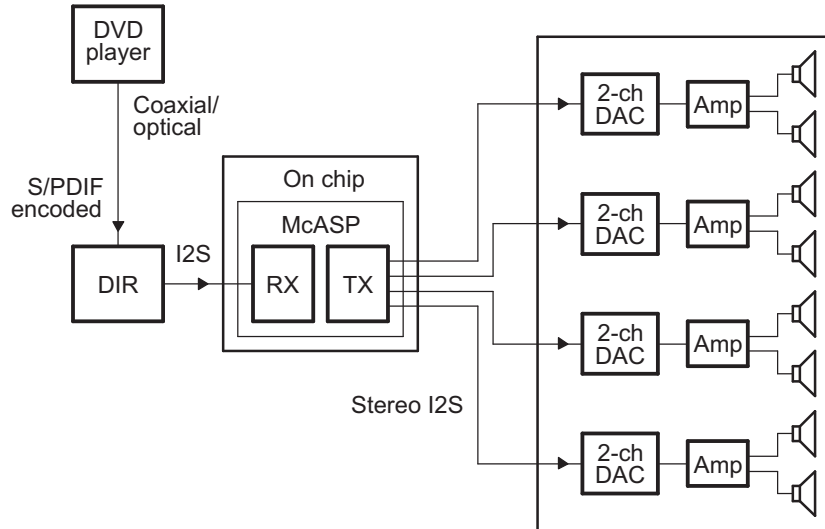 DVD
player
Coaxial/
optical
S/PDIF
encoded
DIR
I2S
On chip
McASP
RX
TX
Stereo I2S
2-ch
DAC
Amp
2-ch
DAC
Amp
2-ch
DAC
Amp
2-ch
DAC
Amp